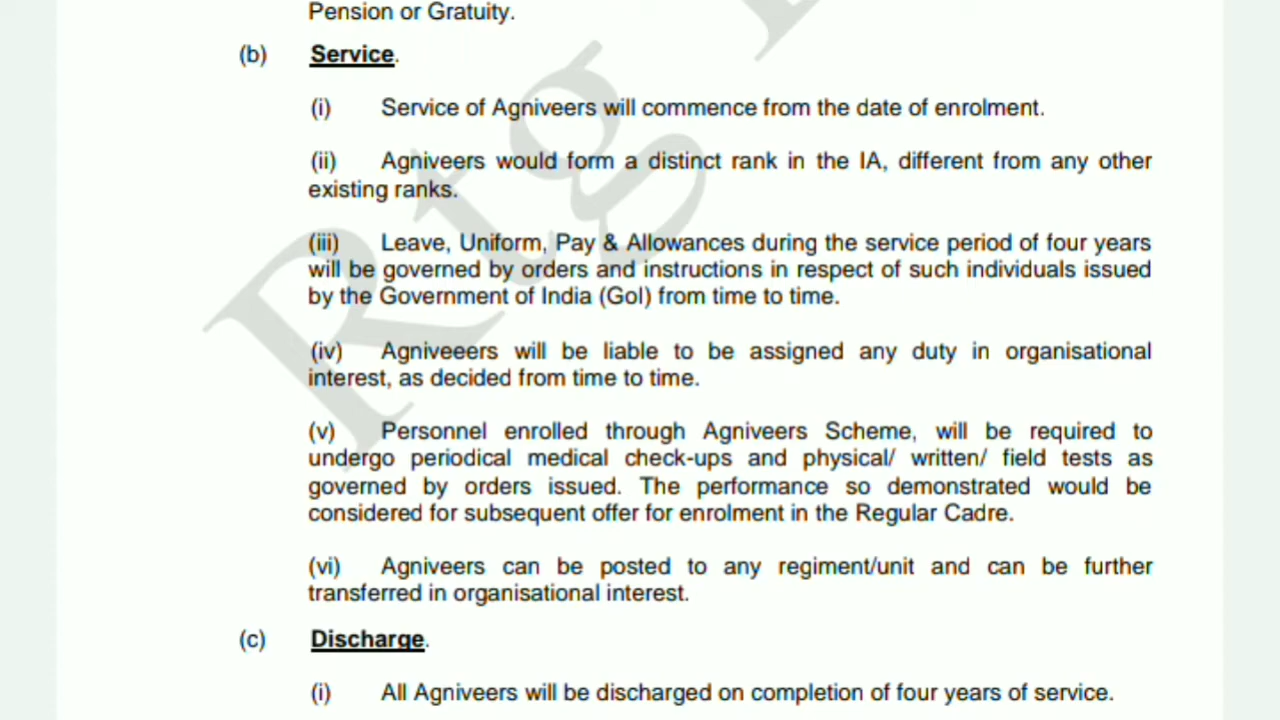 Pension or Gratuity.
(b) Service.
(i) Service of Agniveers will commence from the date of enrolment.
(ii) Agniveers would form a distinct rank in the IA, different from any other
existing ranks.
(iii) Leave, Uniform, Pay & Allowances during the service period of four years
will be governed by orders and instructions in respect of such individuals issued
by the Government of India (GoI) from time to time.
(iv) Agniveeers will be liable to be assigned any duty in organisational
interest, as decided from time to time.
(v) Personnel enrolled through Agniveers Scheme, will be required to
undergo periodical medical check-ups and physical/ written/ field tests as
governed by orders issued. The performance so demonstrated would be
considered for subsequent offer for enrolment in the Regular Cadre.
(vi) Agniveers can be posted to any regiment/unit and can be further
transferred in organisational interest.
(c) Discharge.
(i) All Agniveers will be discharged on completion of four years of service.
Rtg